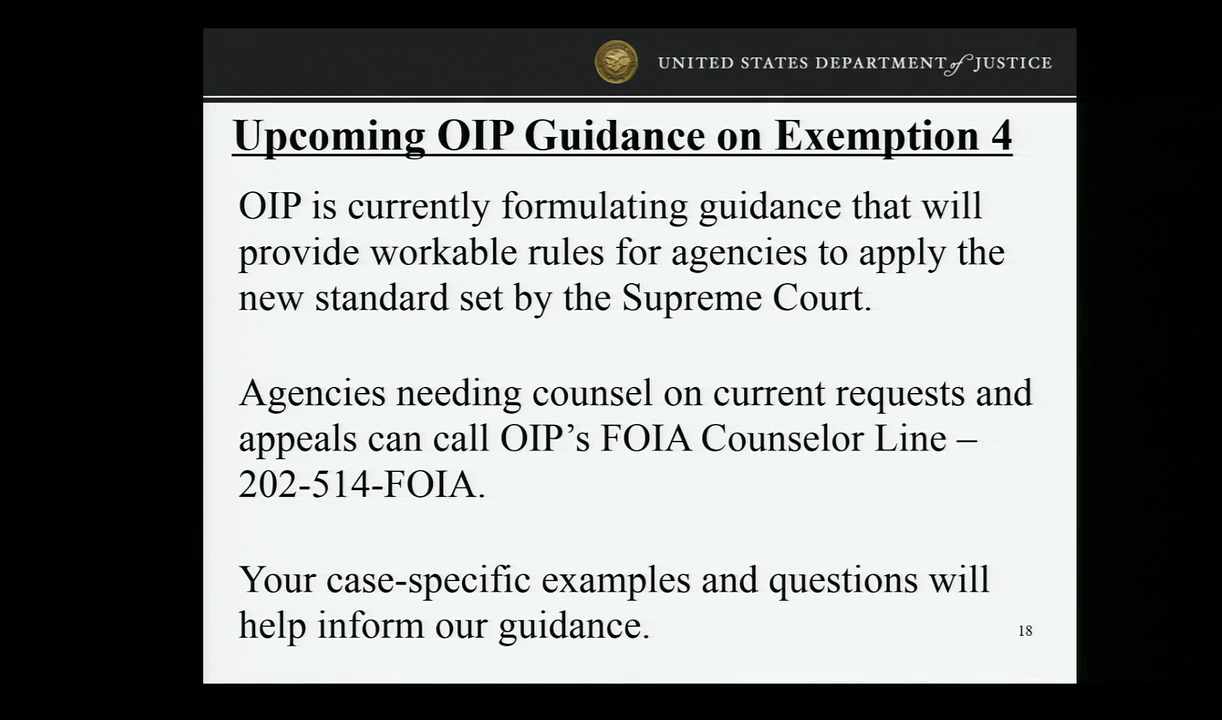 UNITED STATES DEPARTMENT of JUSTICE
Upcoming OIP Guidance on Exemption 4
OIP is currently formulating guidance that will
provide workable rules for agencies to apply the
new standard set by the Supreme Court.
Agencies needing counsel on current requests and
appeals can call OIP’s FOIA Counselor Line –
202-514-FOIA.
Your case-specific examples and questions will
help inform our guidance.
18